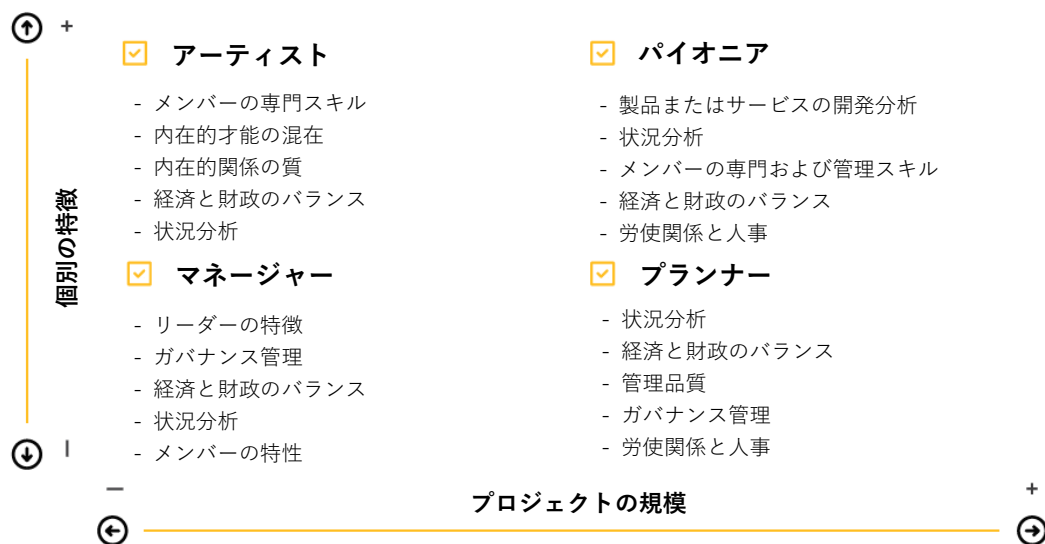 +
アーティスト
- メンバーの専門スキル
- 内在的才能の混在
- 内在的関係の質
- 経済と財政のバランス
- 状況分析
パイオニア
- 製品またはサービスの開発分析
- 状況分析
- メンバーの専門および管理スキル
- 経済と財政のバランス
- 労使関係と人事
個別の特徴
マネージャー
- リーダーの特徴
- ガバナンス管理
- 経済と財政のバランス
- 状況分析
- メンバーの特性
プランナー
- 状況分析
- 経済と財政のバランス
- 管理品質
- ガバナンス管理
- 労使関係と人事
—
—
プロジェクトの規模
+